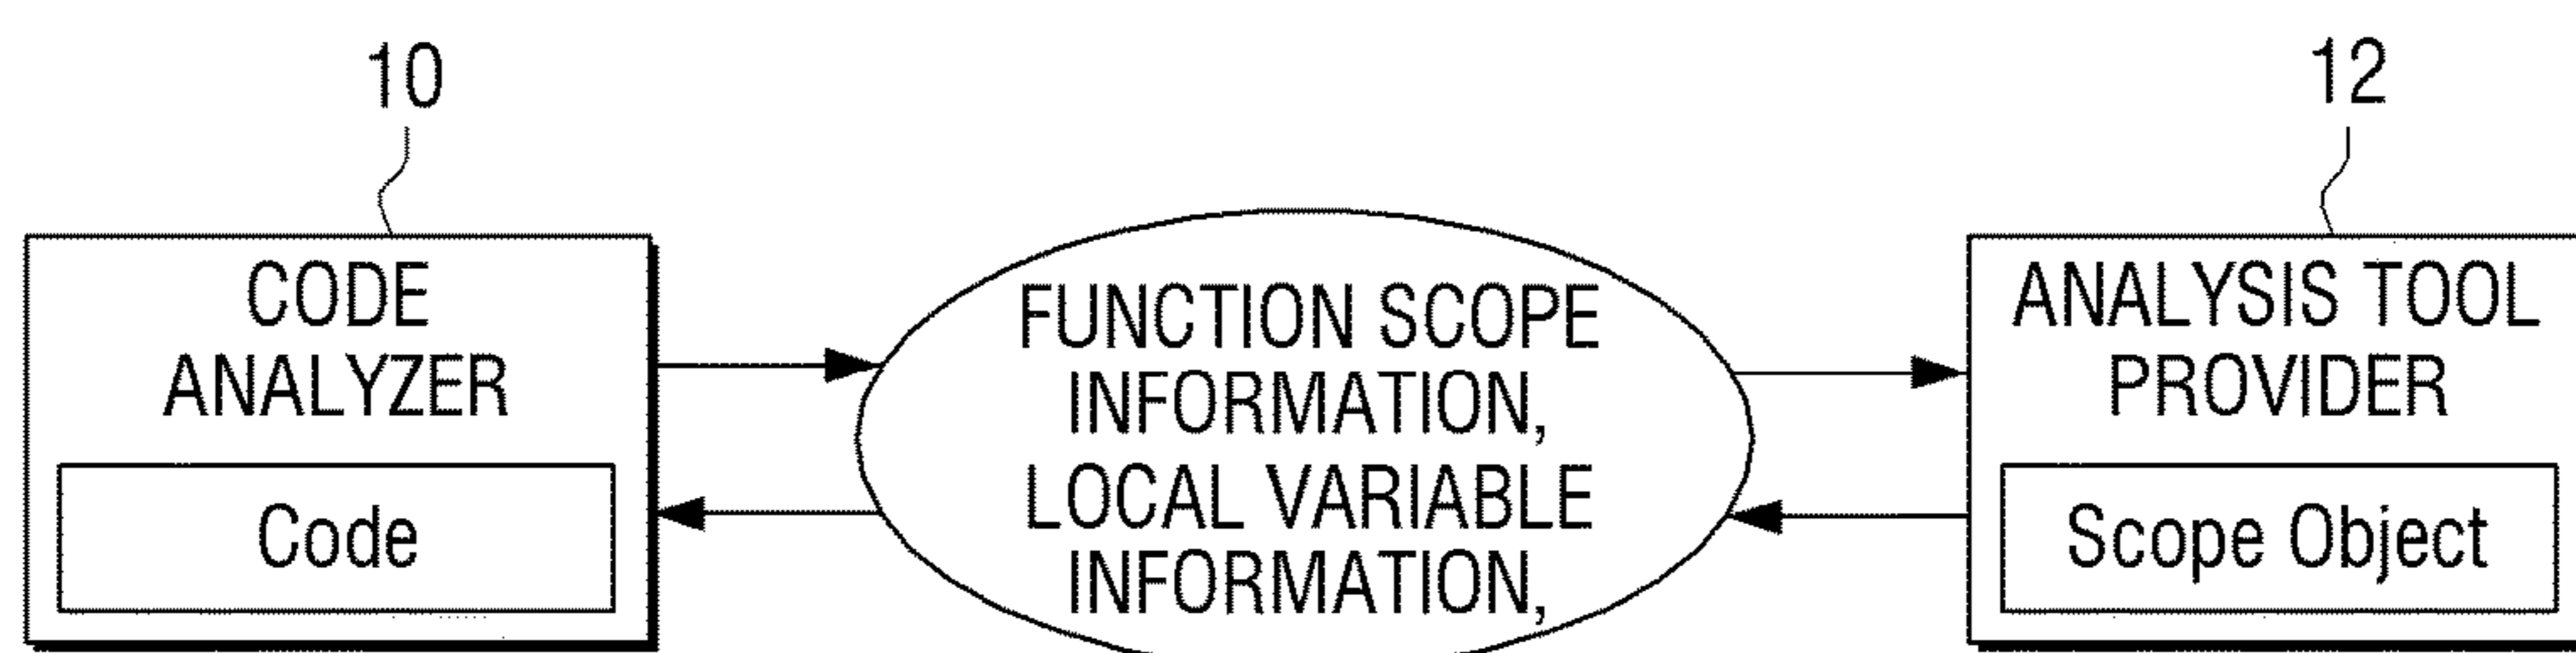 10
12
CODE
ANALYZER
Code
FUNCTION SCOPE
INFORMATION,
LOCAL VARIABLE
INFORMATION,
ANALYSIS TOOL
PROVIDER
Scope Object